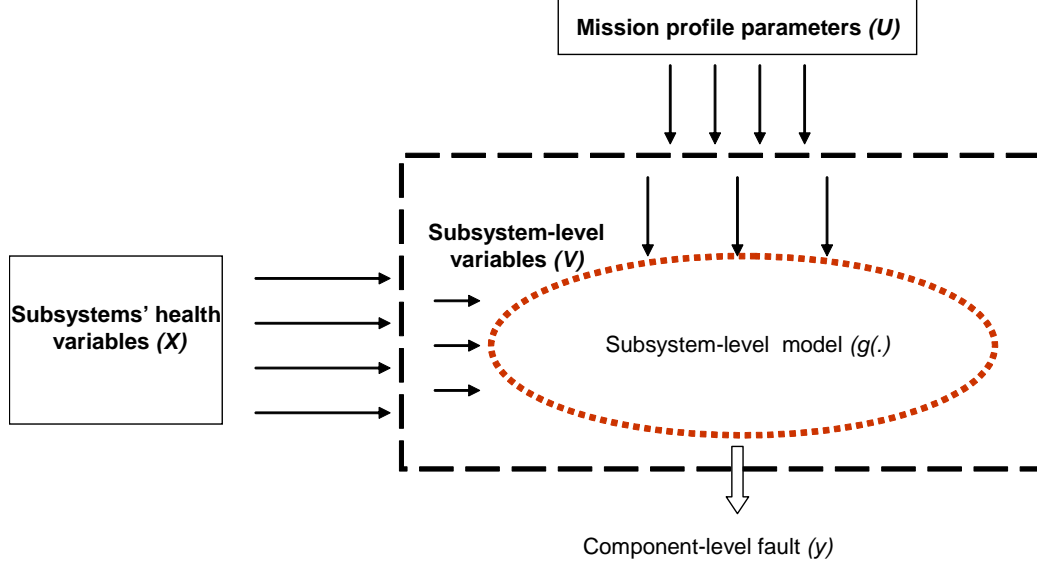 Mission profile parameters (U)
Subsystem-level
variables (V)
Subsystems’ health
variables (X)
Subsystem-level  model (g(.)
Component-level fault (y)